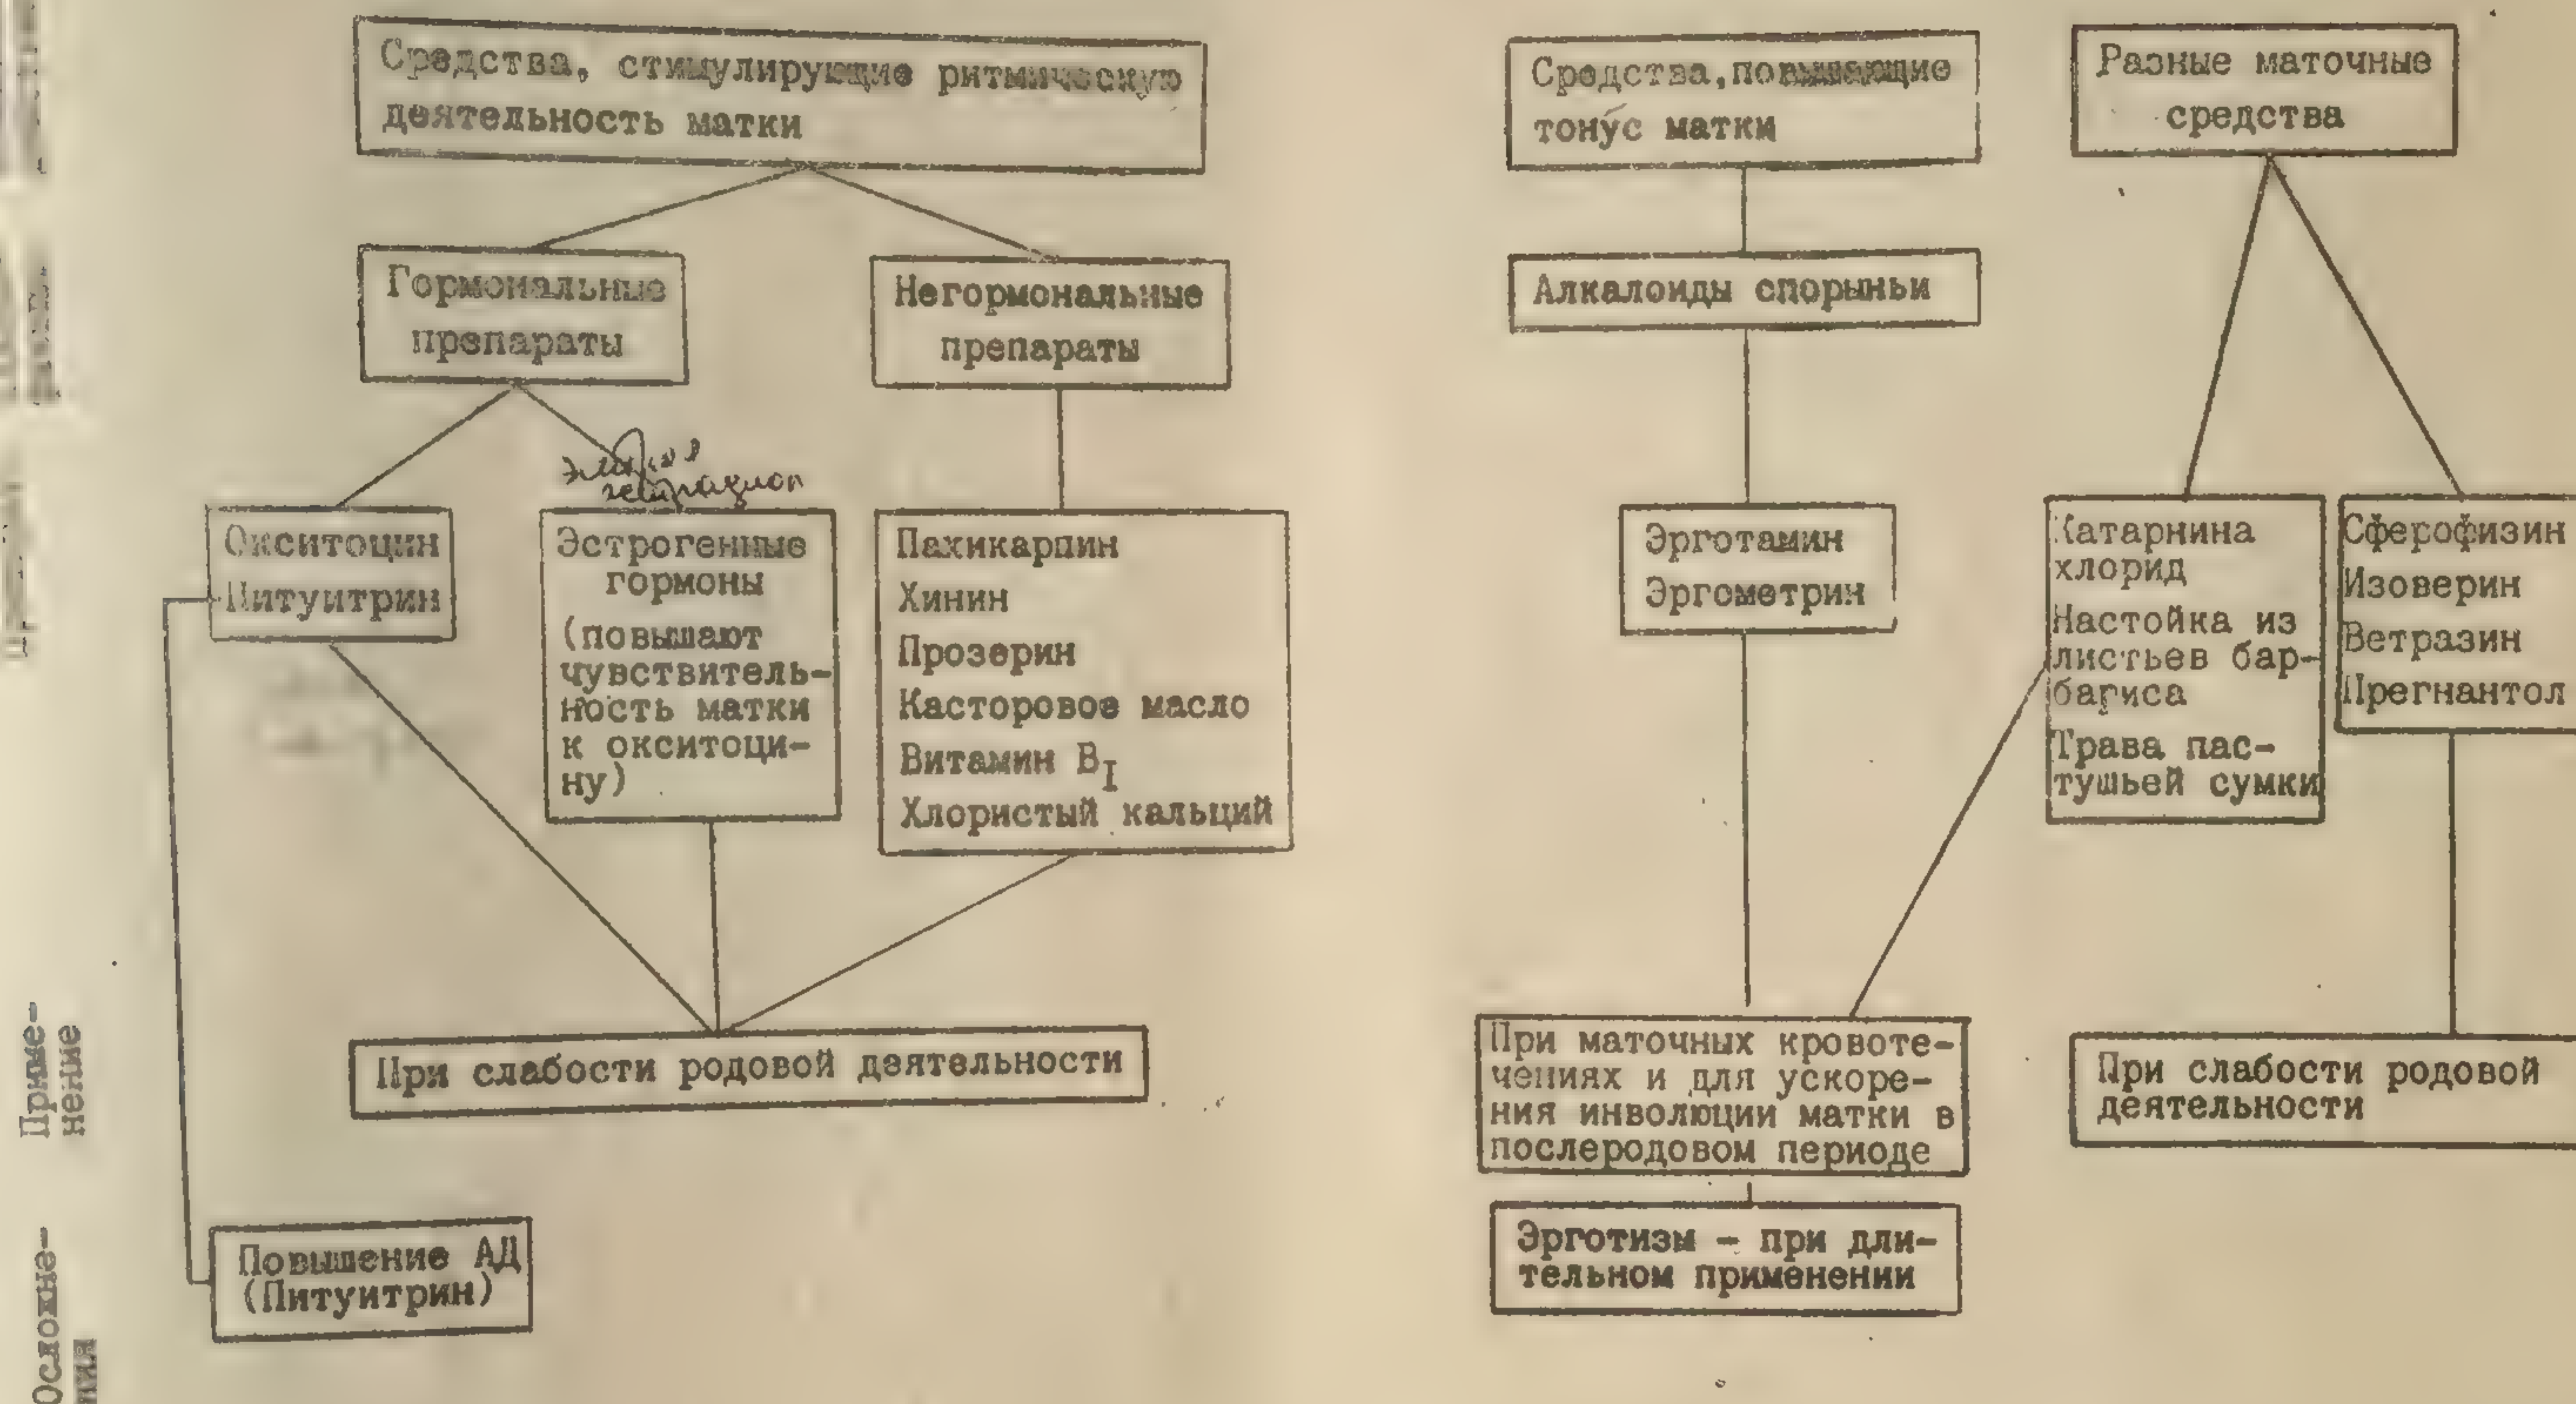 Средства, стимулирующие ритмическую
деятельность матки
Гормональные
препараты
Негормональные
препараты
Окситоцин
Питуитрин
Эстрогенные
гормоны
(повышают
чувствитель-
ность матки
к окситоци-
ну)
Пахикарпин
Хинин
Прозерин
Касторовое масло
Витамин B_I
Хлористый кальций
При слабости родовой деятельности
Повышение АД
(Питуитрин)
Средства, повышающие
тонус матки
Алкалоиды спорыньи
Эрготамин
Эргометрин
При маточных кровоте-
чениях и для ускоре-
ния инволюции матки в
послеродовом периоде
Эрготизм - при дли-
тельном применении
Разные маточные
средства
Катарнина
хлорид
Настойка из
листьев бар-
бариса
Трава пас-
тушьей сумки
Сферофизин
Изоверин
Ветразин
Прегнантол
При слабости родовой
деятельности
Приме-
нение
Осложне-
ния